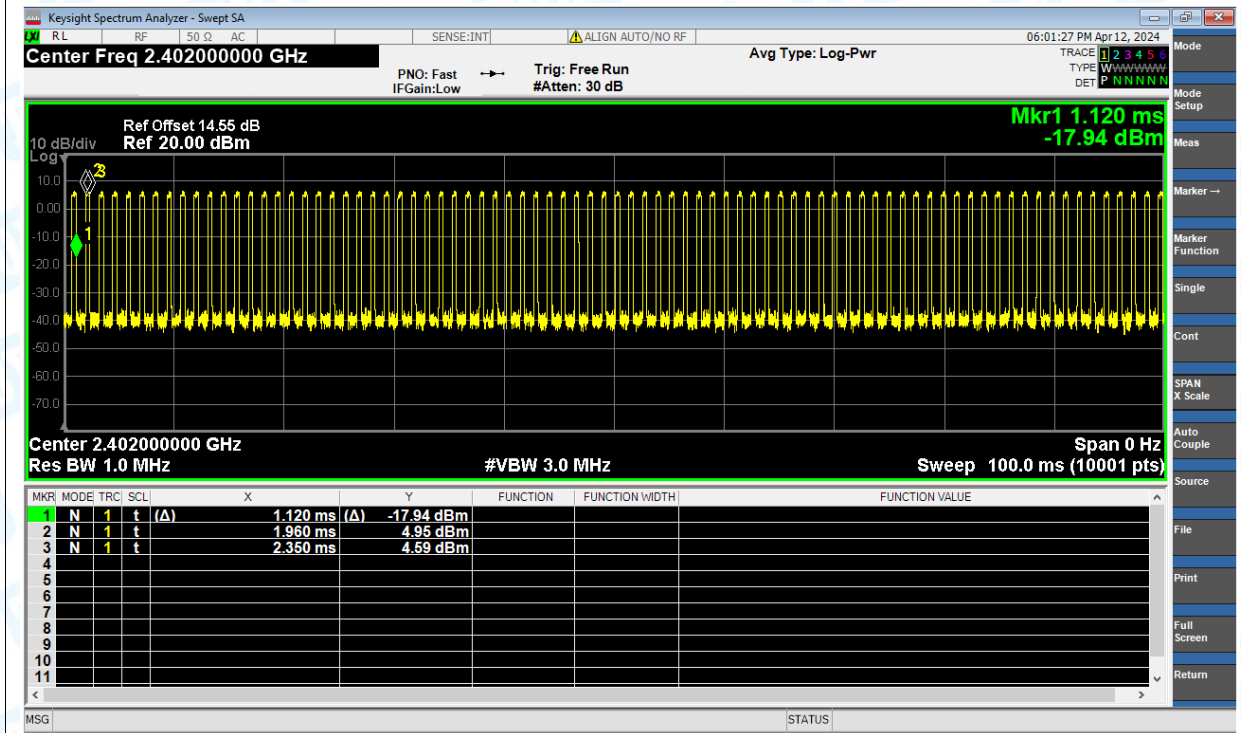 Keysight Spectrum Analyzer - Swept SA
LXI RL RF 50 Ω AC SENSE:INT ALIGN AUTO/NO RF 06:01:27 PM Apr 12, 2024
Center Freq 2.402000000 GHz Avg Type: Log-Pwr TRACE 1 2 3 4 5 6
PNO: Fast Trig: Free Run TYPE WWWWWW
IFGain:Low #Atten: 30 dB DET P N N N N N
Mkr1 1.120 ms
Ref Offset 14.55 dB
10 dB/div Ref 20.00 dBm -17.94 dBm
Log
10.0
0.00
-10.0
-20.0
-30.0
-40.0
-50.0
-60.0
-70.0
1
2
3
Center 2.402000000 GHz Span 0 Hz
Res BW 1.0 MHz #VBW 3.0 MHz Sweep 100.0 ms (10001 pts)
MKR MODE TRC SCL X Y FUNCTION FUNCTION WIDTH FUNCTION VALUE
1 N 1 t (Δ) 1.120 ms (Δ) -17.94 dBm
2 N 1 t 1.960 ms 4.95 dBm
3 N 1 t 2.350 ms 4.59 dBm
4
5
6
7
8
9
10
11
MSG STATUS
Mode
Mode
Setup
Meas
Marker →
Marker
Function
Single
Cont
SPAN
X Scale
Auto
Couple
Source
File
Print
Full
Screen
Return